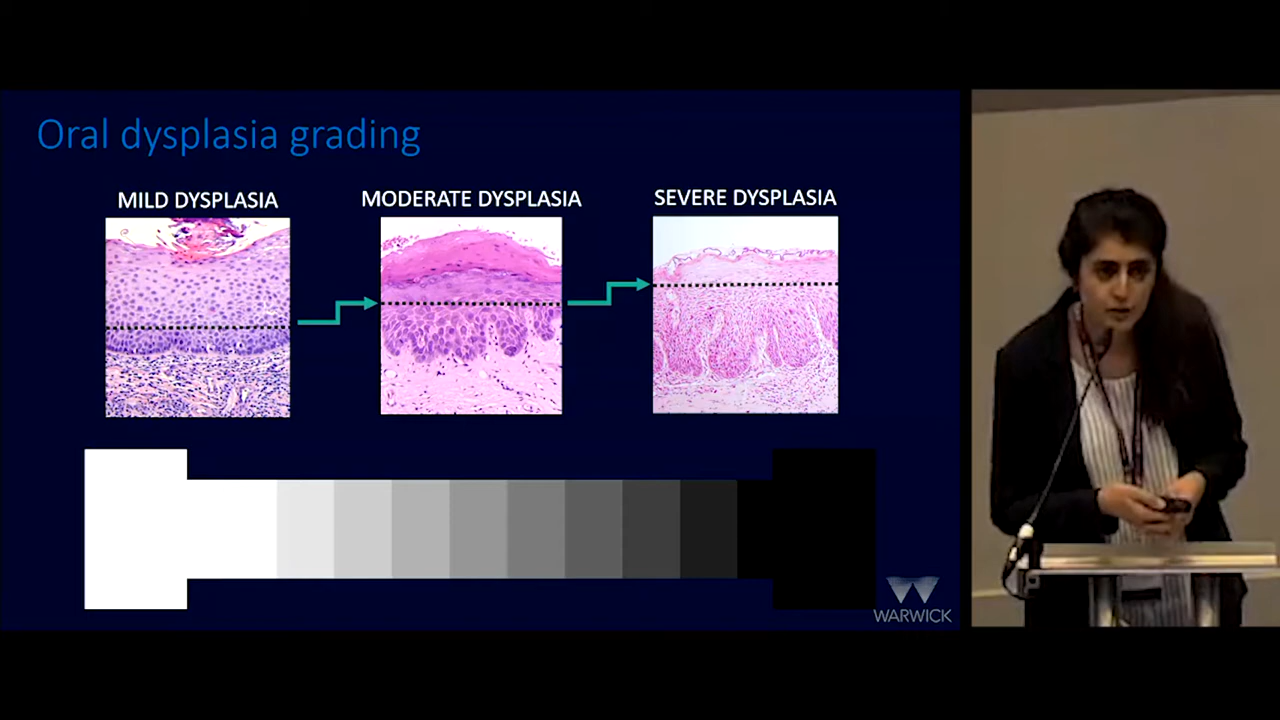 Oral dysplasia grading
MILD DYSPLASIA
MODERATE DYSPLASIA
SEVERE DYSPLASIA
WARWICK